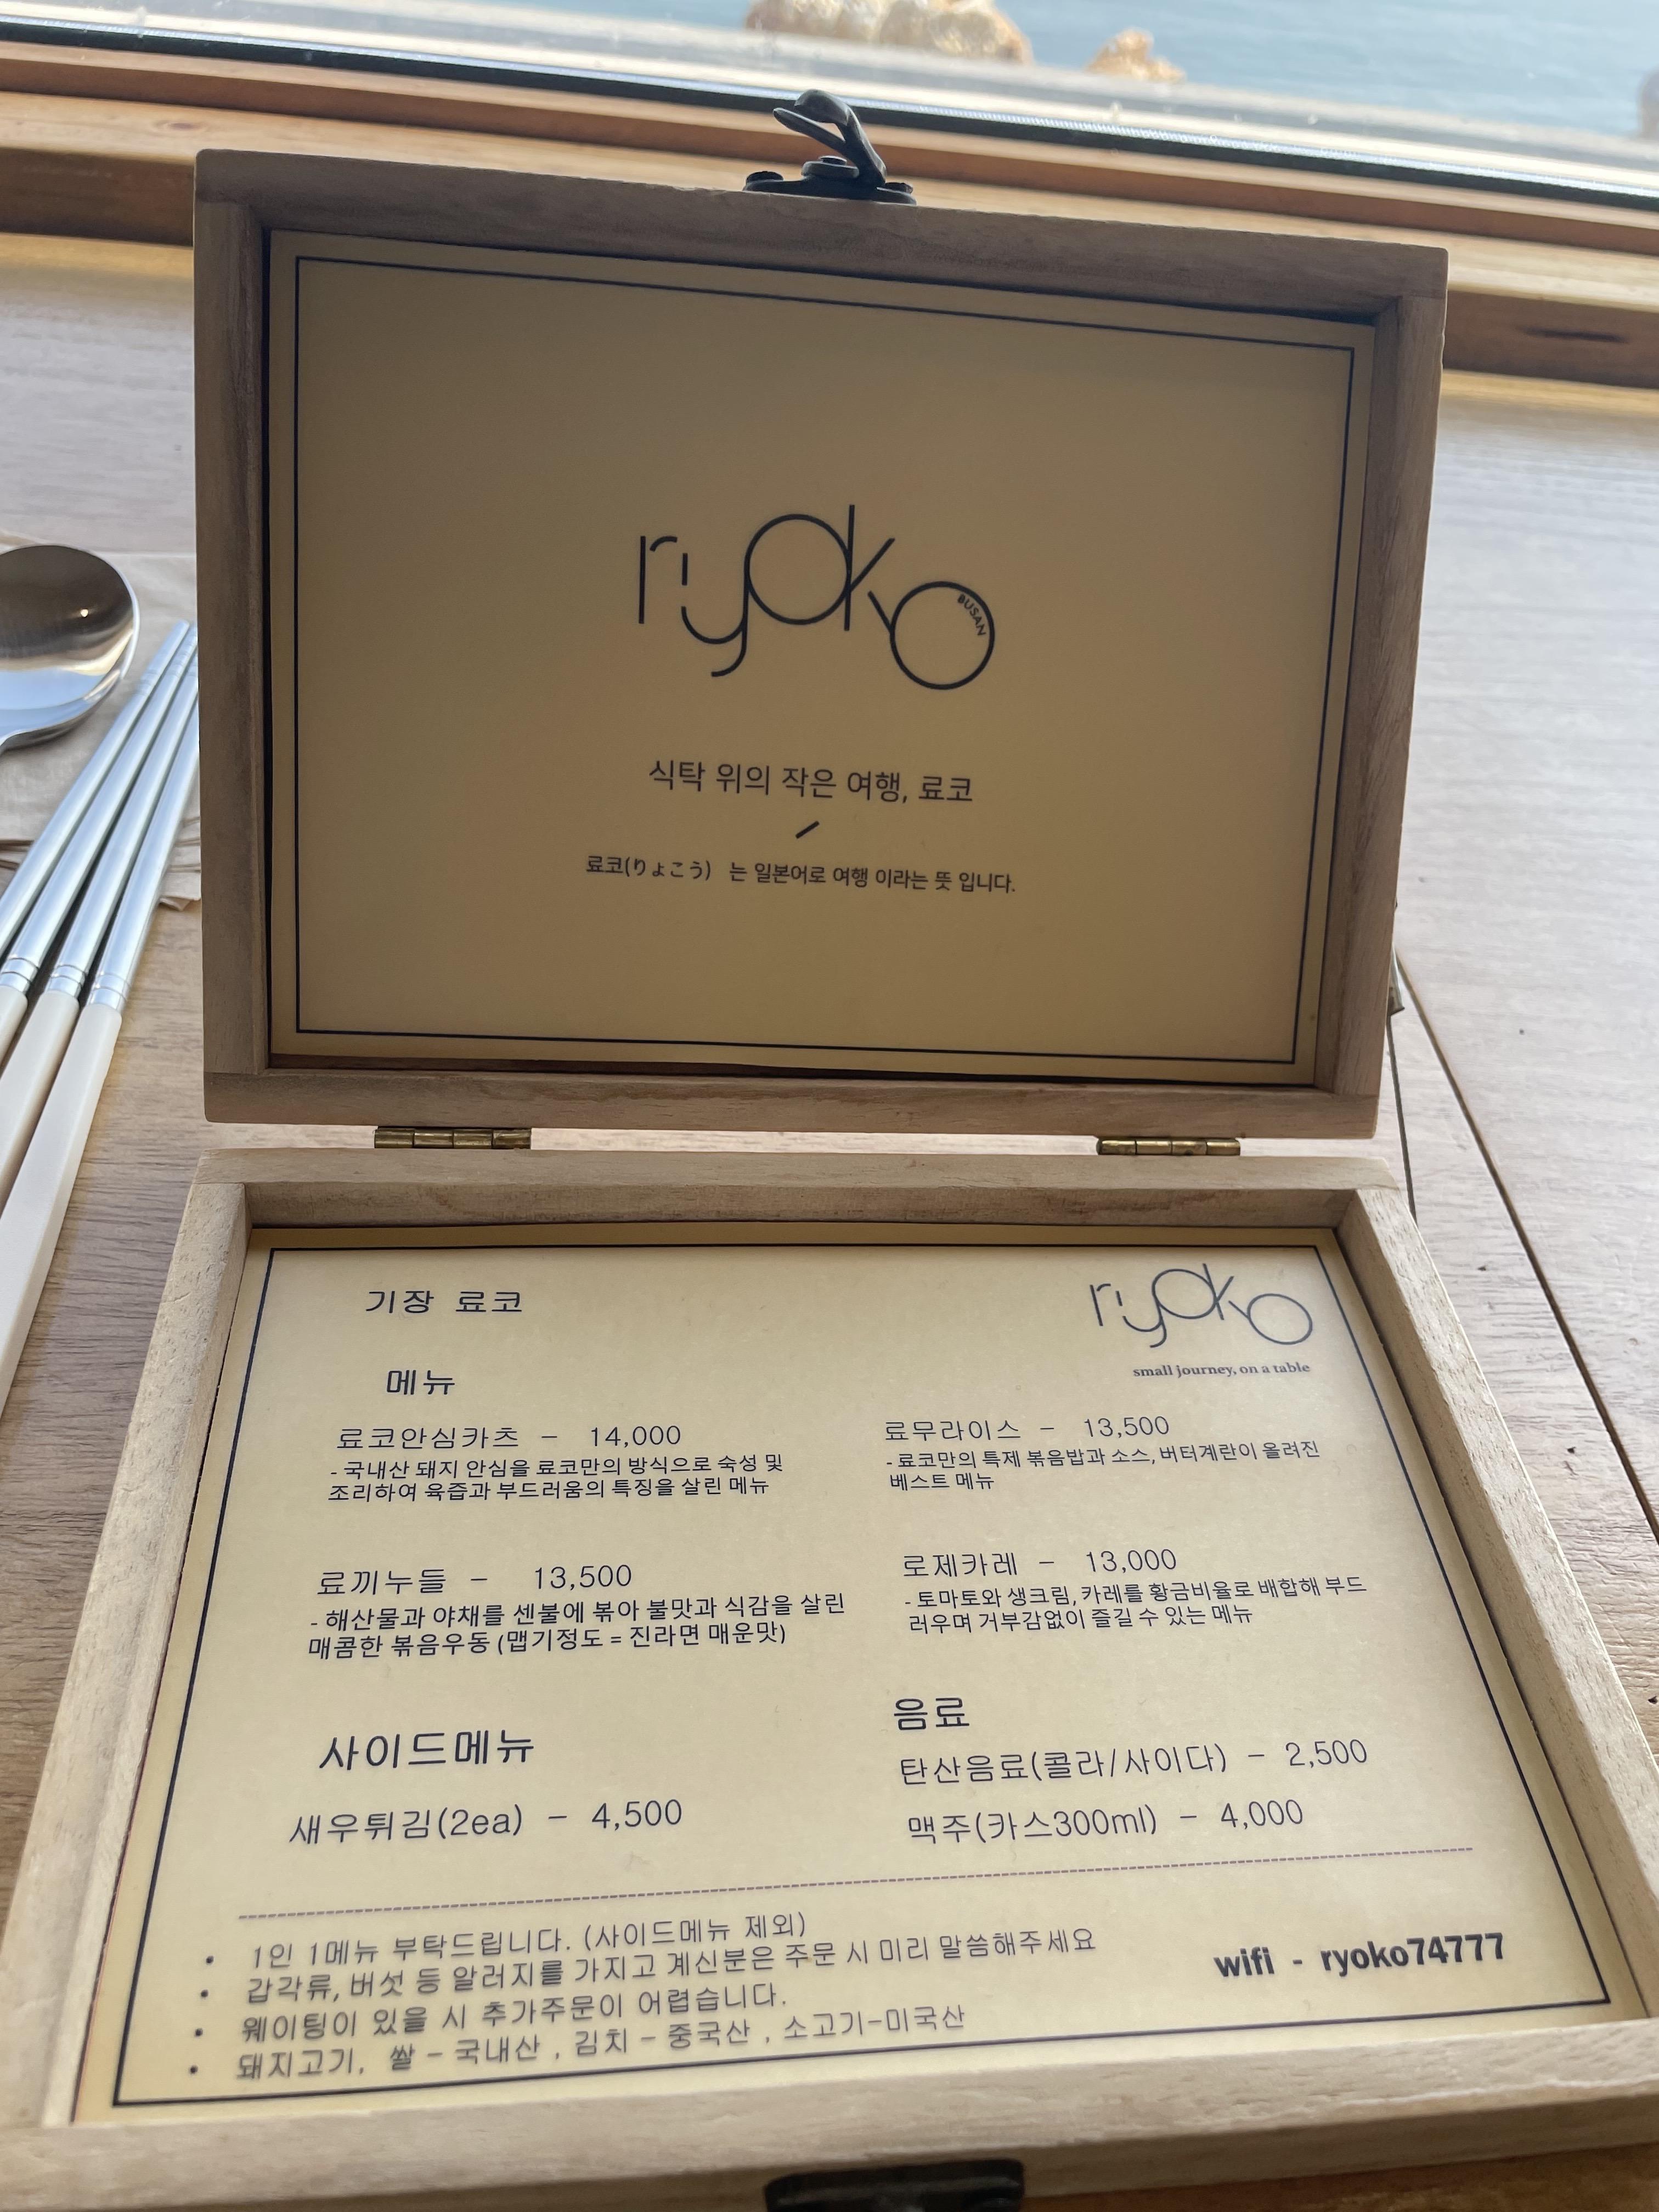 ryoko
BUSAN
식탁 위의 작은 여행, 료코
료코(りょこう) 는 일본어로 여행 이라는 뜻 입니다.
기장 료코
ryoko
small journey, on a table
메뉴
료코안심카츠 - 14,000
- 국내산 돼지 안심을 료코만의 방식으로 숙성 및
조리하여 육즙과 부드러움의 특징을 살린 메뉴
료무라이스 - 13,500
- 료코만의 특제 볶음밥과 소스, 버터계란이 올려진
베스트 메뉴
료끼누들 - 13,500
- 해산물과 야채를 센불에 볶아 불맛과 식감을 살린
매콤한 볶음우동 (맵기정도 = 진라면 매운맛)
로제카레 - 13,000
- 토마토와 생크림, 카레를 황금비율로 배합해 부드
러우며 거부감없이 즐길 수 있는 메뉴
사이드메뉴
새우튀김(2ea) - 4,500
음료
탄산음료(콜라/사이다) - 2,500
맥주(카스300ml) - 4,000
• 1인 1메뉴 부탁드립니다. (사이드메뉴 제외)
• 갑각류, 버섯 등 알러지를 가지고 계신분은 주문 시 미리 말씀해주세요
• 웨이팅이 있을 시 추가주문이 어렵습니다.
• 돼지고기, 쌀 - 국내산 , 김치 - 중국산 , 소고기-미국산
wifi - ryoko74777